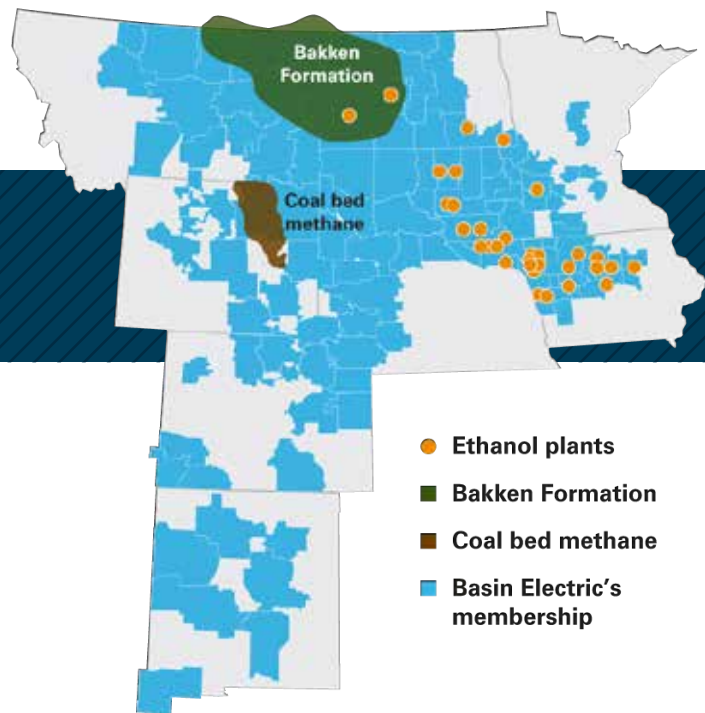 Bakken
Formation
Coal bed
methane
Ethanol plants
Bakken Formation
Coal bed methane
Basin Electric's
membership